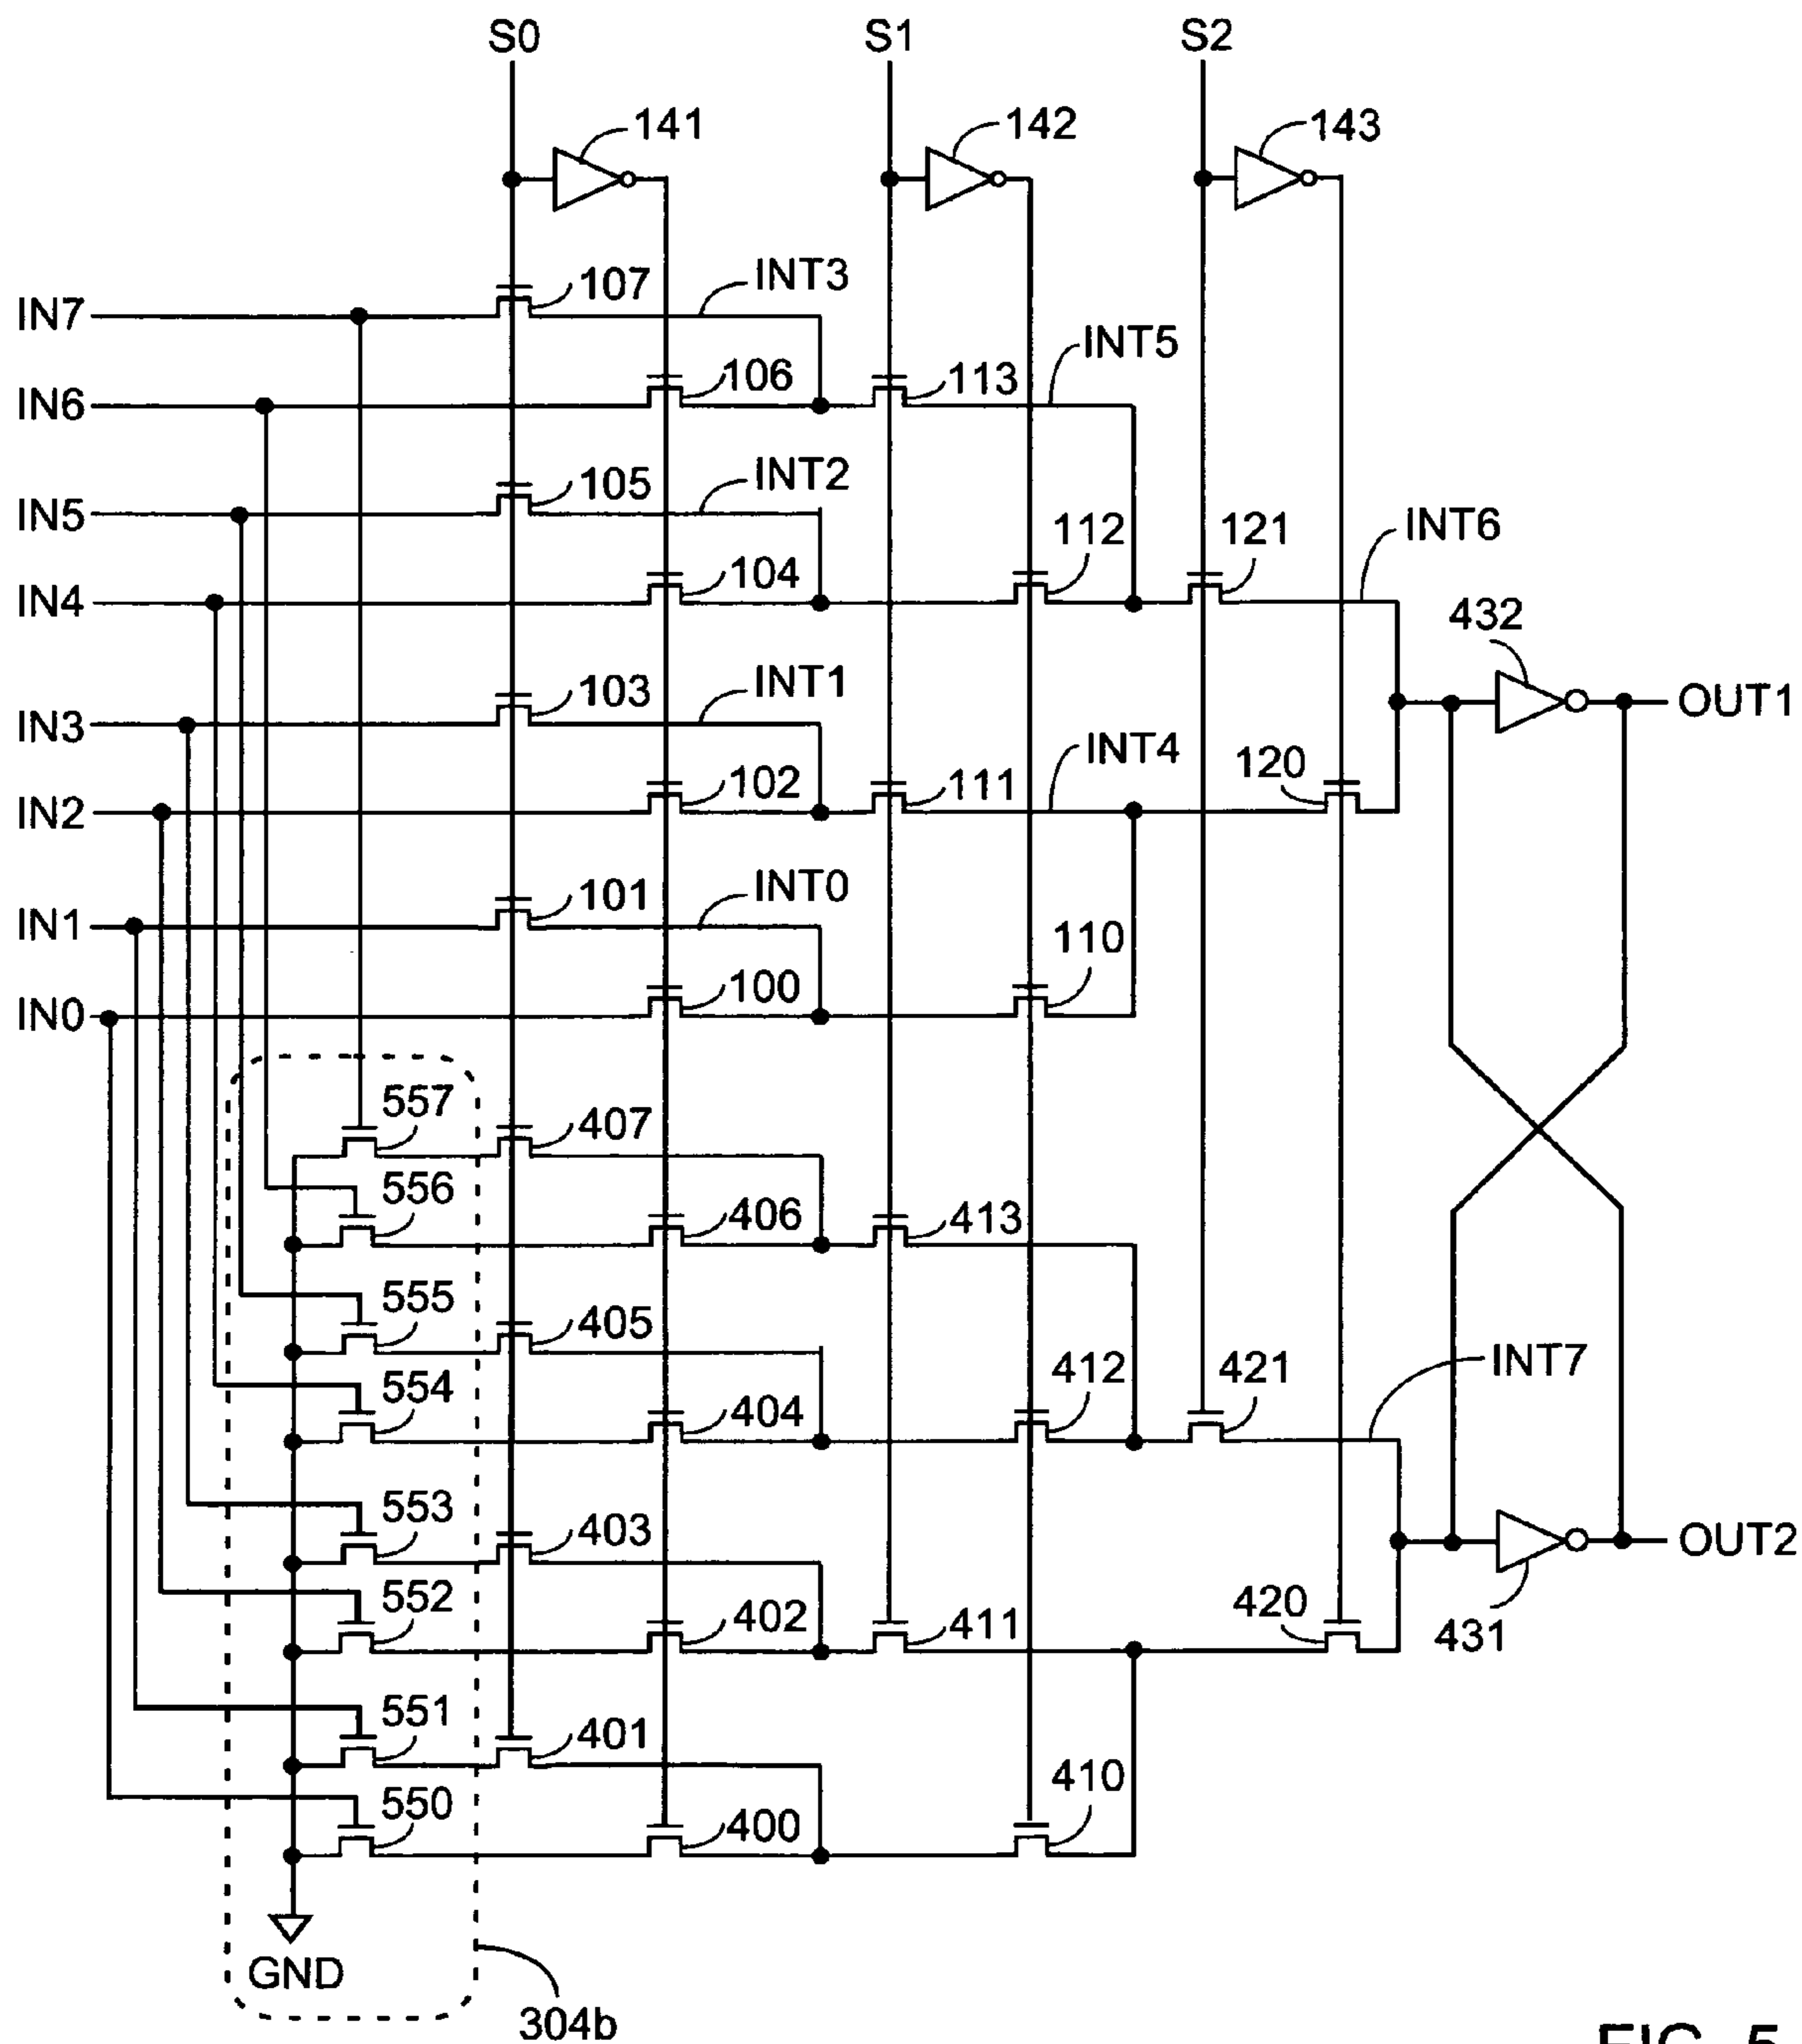 S0 S1 S2
141 142 143
107 INT3
IN7
INT5
106 113
IN6
105 INT2
IN5 112 121 INT6
104
IN4
432
103 INT1
OUT1
IN3
INT4
102 111 120
IN2
101 INT0
IN1
110
100
IN0
557 407
556
406 413
555 405
INT7
412 421
554 404
553 403
OUT2
552 402 411 420
431
551 401
410
550 400
GND
304b
FIG. 5